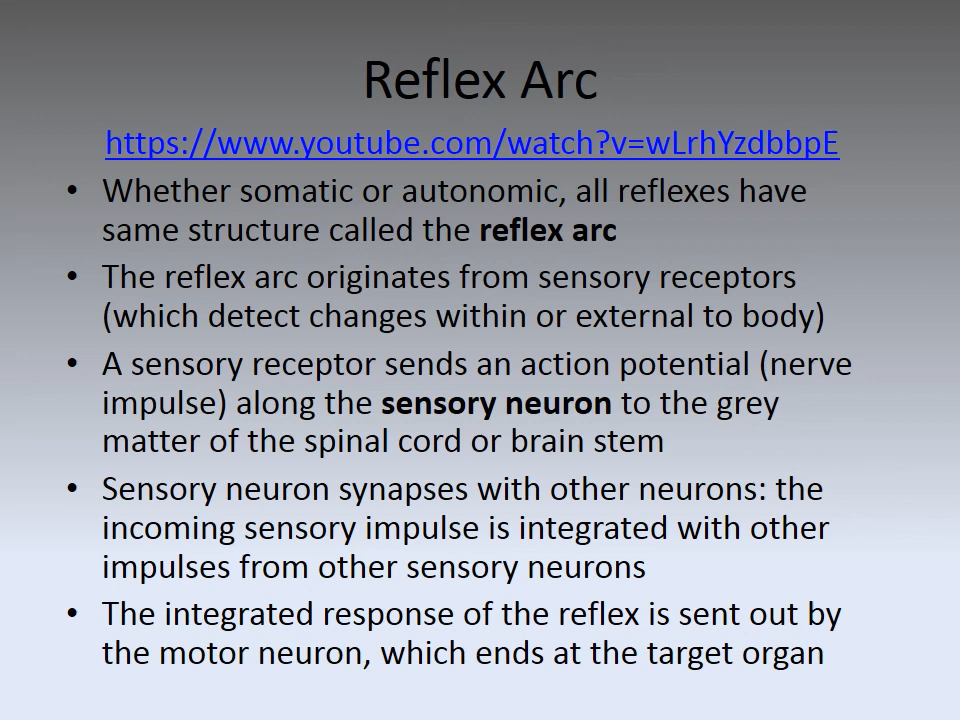 Reflex Arc
https://www.youtube.com/watch?v=wLrhYzdbbpE
• Whether somatic or autonomic, all reflexes have
same structure called the reflex arc
• The reflex arc originates from sensory receptors
(which detect changes within or external to body)
• A sensory receptor sends an action potential (nerve
impulse) along the sensory neuron to the grey
matter of the spinal cord or brain stem
• Sensory neuron synapses with other neurons: the
incoming sensory impulse is integrated with other
impulses from other sensory neurons
• The integrated response of the reflex is sent out by
the motor neuron, which ends at the target organ